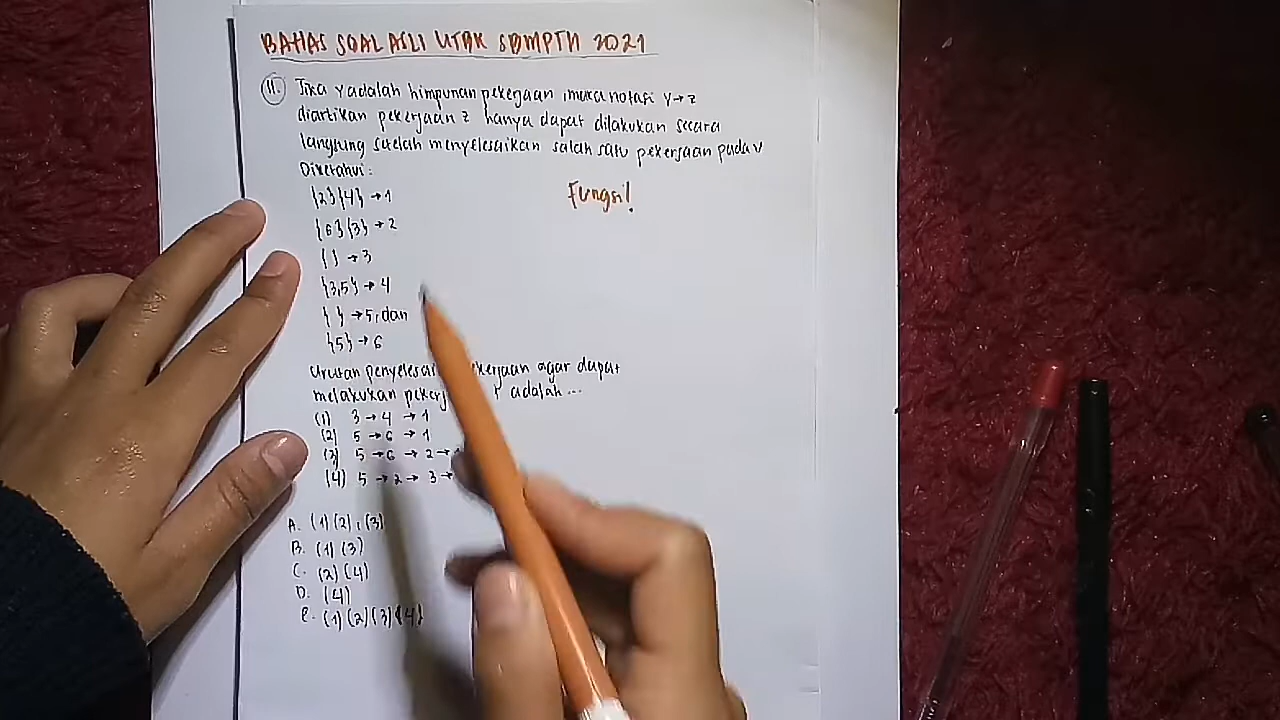 BAHAS SOAL ASLI UTBK SBMPTN 2021
11. Jika Y adalah himpunan pekerjaan, maka notasi Y→Z
diartikan pekerjaan Z hanya dapat dilakukan secara
langsung setelah menyelesaikan salah satu pekerjaan pada Y
Diketahui:
{2}{4} → 1
Fungsi!
{6}{3} → 2
{ } → 3
{3,5} → 4
{ } → 5, dan
{5} → 6
Urutan penyelesaian pekerjaan agar dapat
melakukan adalah ...
(1) 3 → 4 → 1
(2) 5 → 6 → 1
(3) 5 → 6 → 2 →
(4) 5 → 2 → 3 →
A. (1) (2), (3)
B. (1) (3)
C. (2) (4)
D. (4)
E. (1) (2) (3) (4)